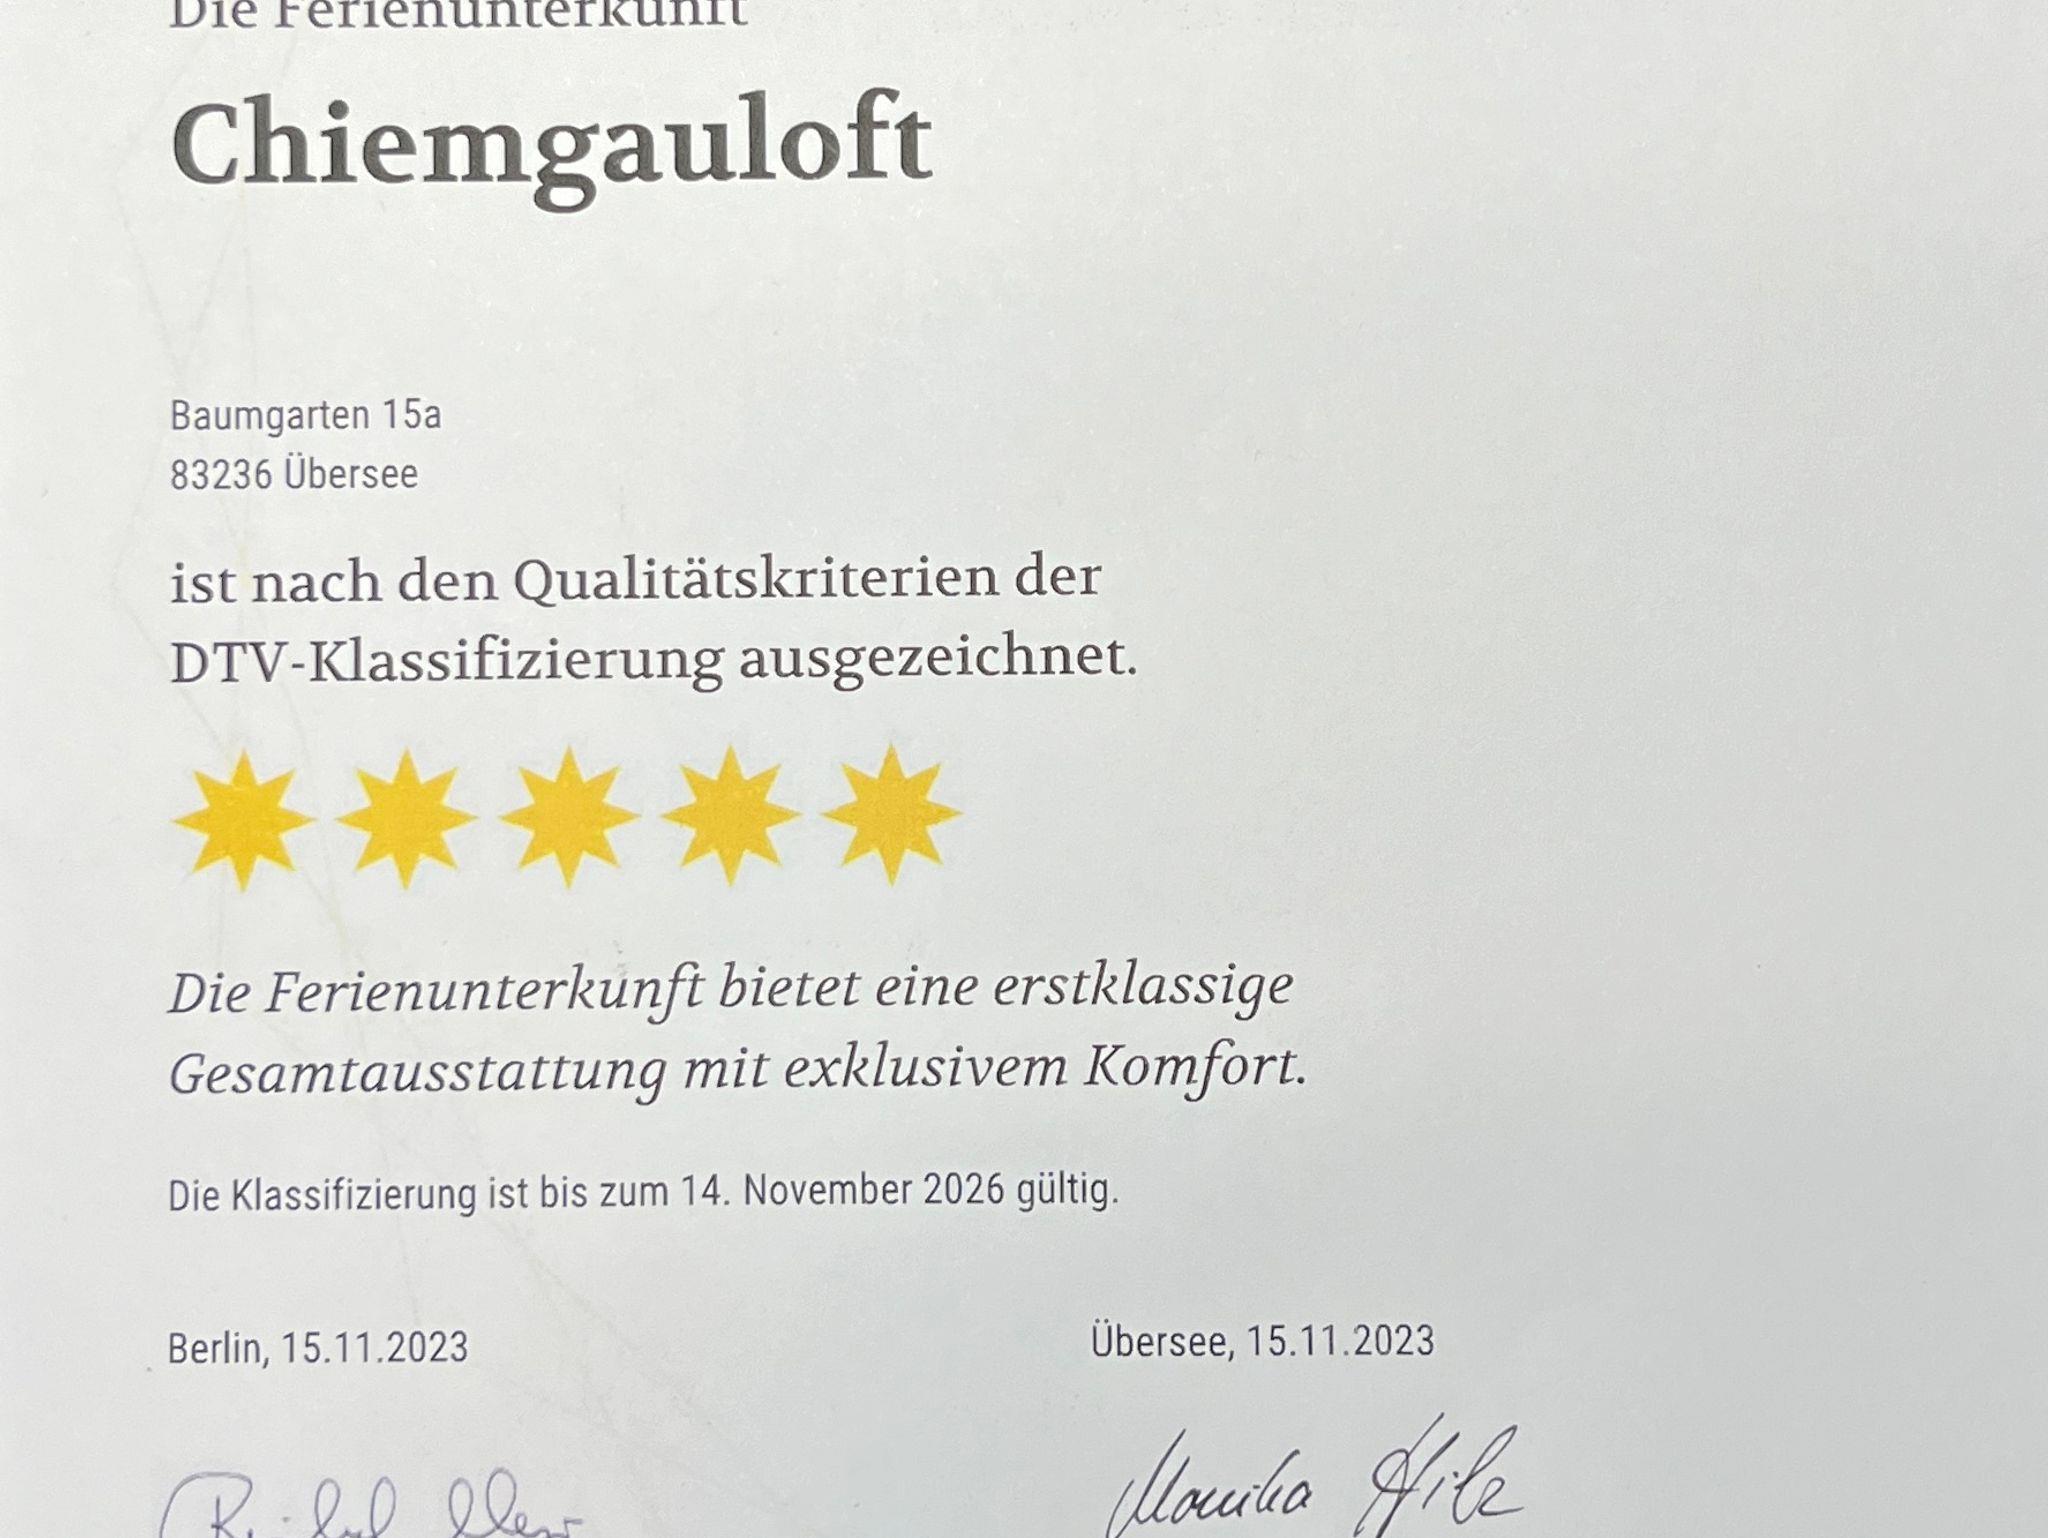 Die Ferienunterkunft
Chiemgauloft
Baumgarten 15a
83236 Übersee
ist nach den Qualitätskriterien der
DTV-Klassifizierung ausgezeichnet.
Die Ferienunterkunft bietet eine erstklassige
Gesamtausstattung mit exklusivem Komfort.
Die Klassifizierung ist bis zum 14. November 2026 gültig.
Berlin, 15.11.2023
Übersee, 15.11.2023
Monika Hilz